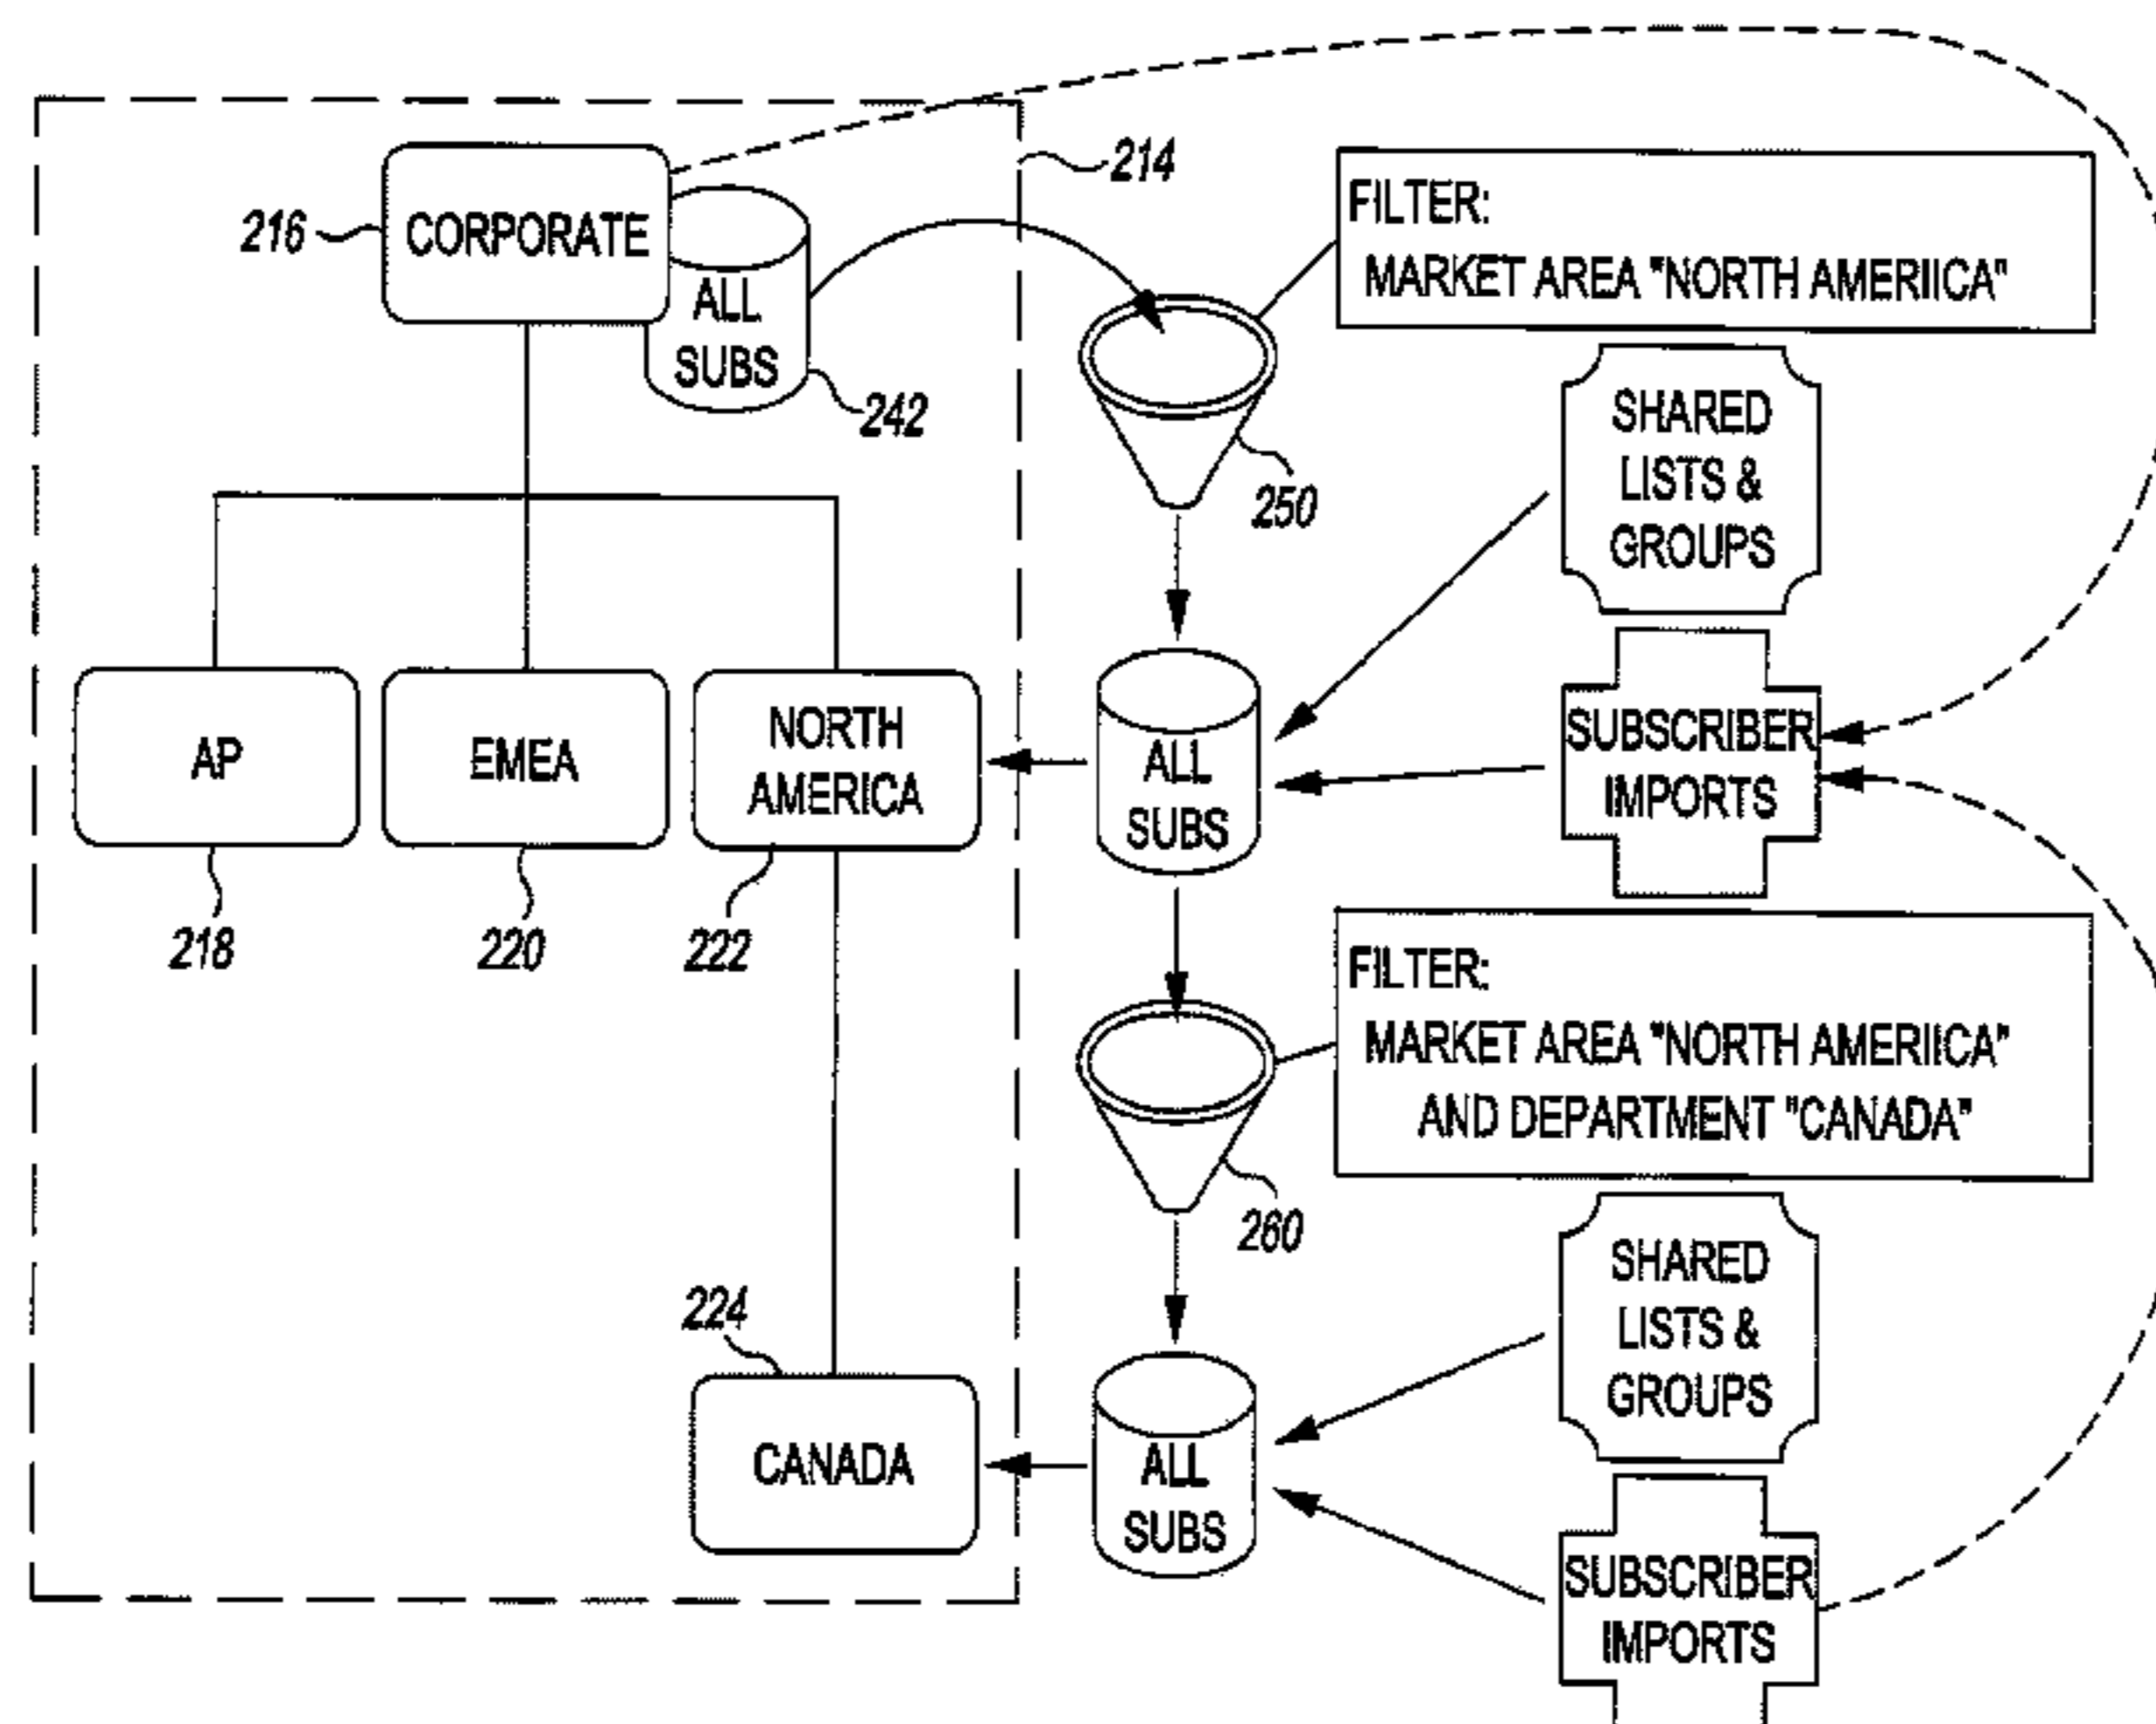 214
216
CORPORATE
ALL
SUBS
242
FILTER:
MARKET AREA "NORTH AMERIICA"
250
SHARED
LISTS &
GROUPS
AP
EMEA
NORTH
AMERICA
ALL
SUBS
SUBSCRIBER
IMPORTS
218
220
222
FILTER:
MARKET AREA "NORTH AMERIICA"
AND DEPARTMENT "CANADA"
260
SHARED
LISTS &
GROUPS
224
CANADA
ALL
SUBS
SUBSCRIBER
IMPORTS